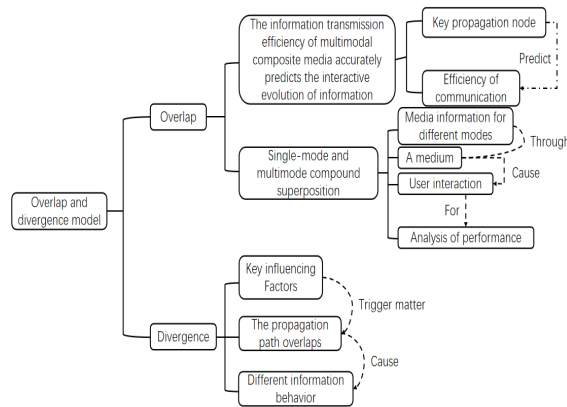 The information transmission
efficiency of multimodal
composite media accurately
predicts the interactive
evolution of information
Key propagation node
Predict
Efficiency of
communication
Overlap
Media information for
different modes
Through
A medium
Cause
User interaction
For
Analysis of performance
Single-mode and
multimode compound
superposition
Overlap and
divergence model
Key influencing
Factors
Trigger matter
Divergence
The propagation
path overlaps
Cause
Different information
behavior